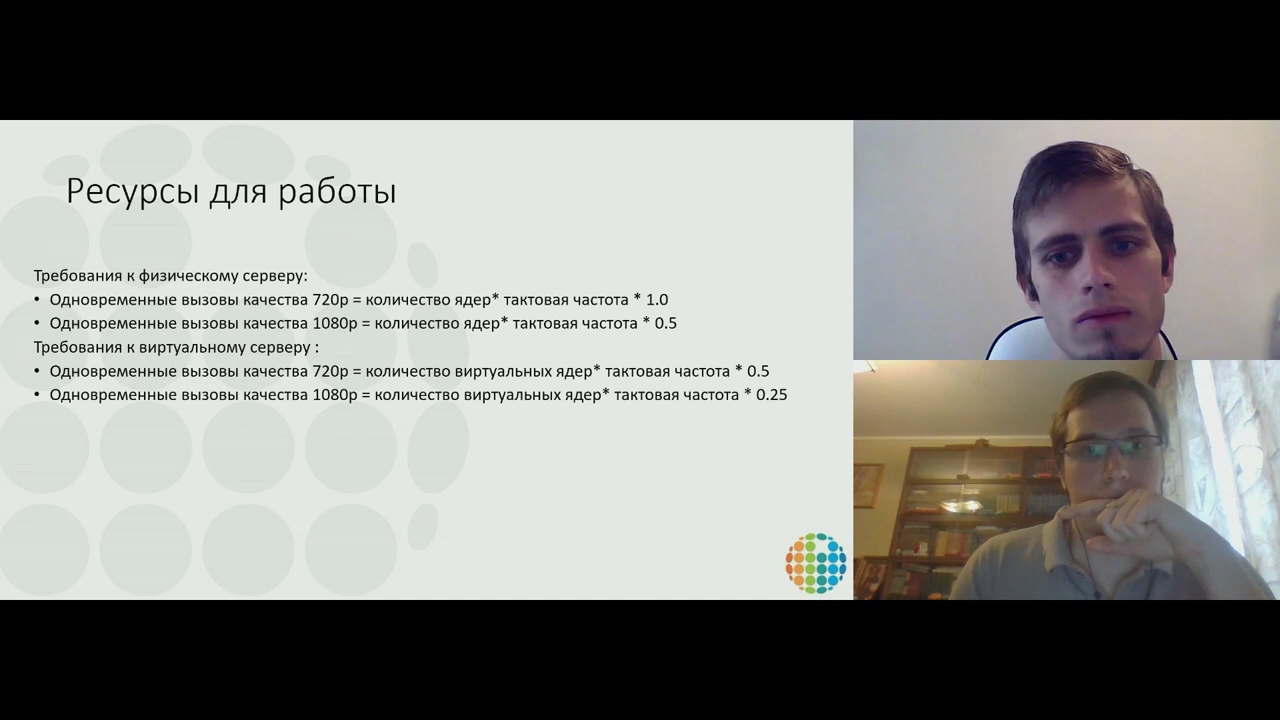 Ресурсы для работы
Требования к физическому серверу:
• Одновременные вызовы качества 720p = количество ядер* тактовая частота * 1.0
• Одновременные вызовы качества 1080p = количество ядер* тактовая частота * 0.5
Требования к виртуальному серверу :
• Одновременные вызовы качества 720p = количество виртуальных ядер* тактовая частота * 0.5
• Одновременные вызовы качества 1080p = количество виртуальных ядер* тактовая частота * 0.25